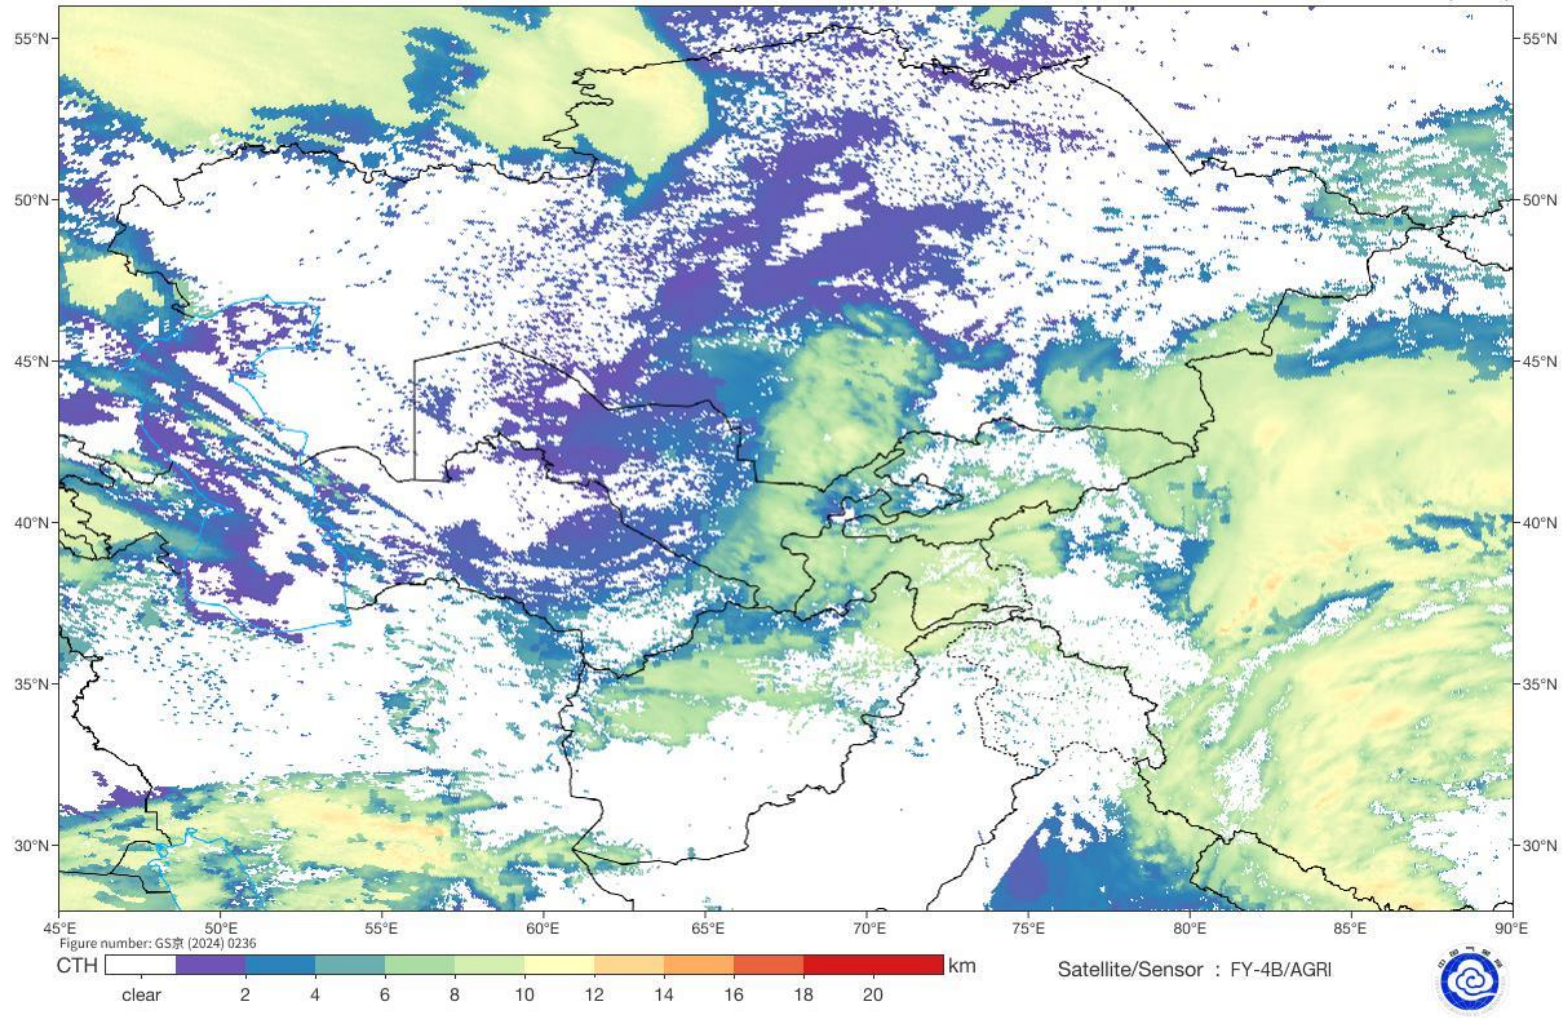 55°N 55°N
50°N 50°N
45°N 45°N
40°N 40°N
35°N 35°N
30°N 30°N
45°E 50°E 55°E 60°E 65°E 70°E 75°E 80°E 85°E 90°E
Figure number: GS京 (2024) 0236
CTH km
clear 2 4 6 8 10 12 14 16 18 20
Satellite/Sensor : FY-4B/AGRI